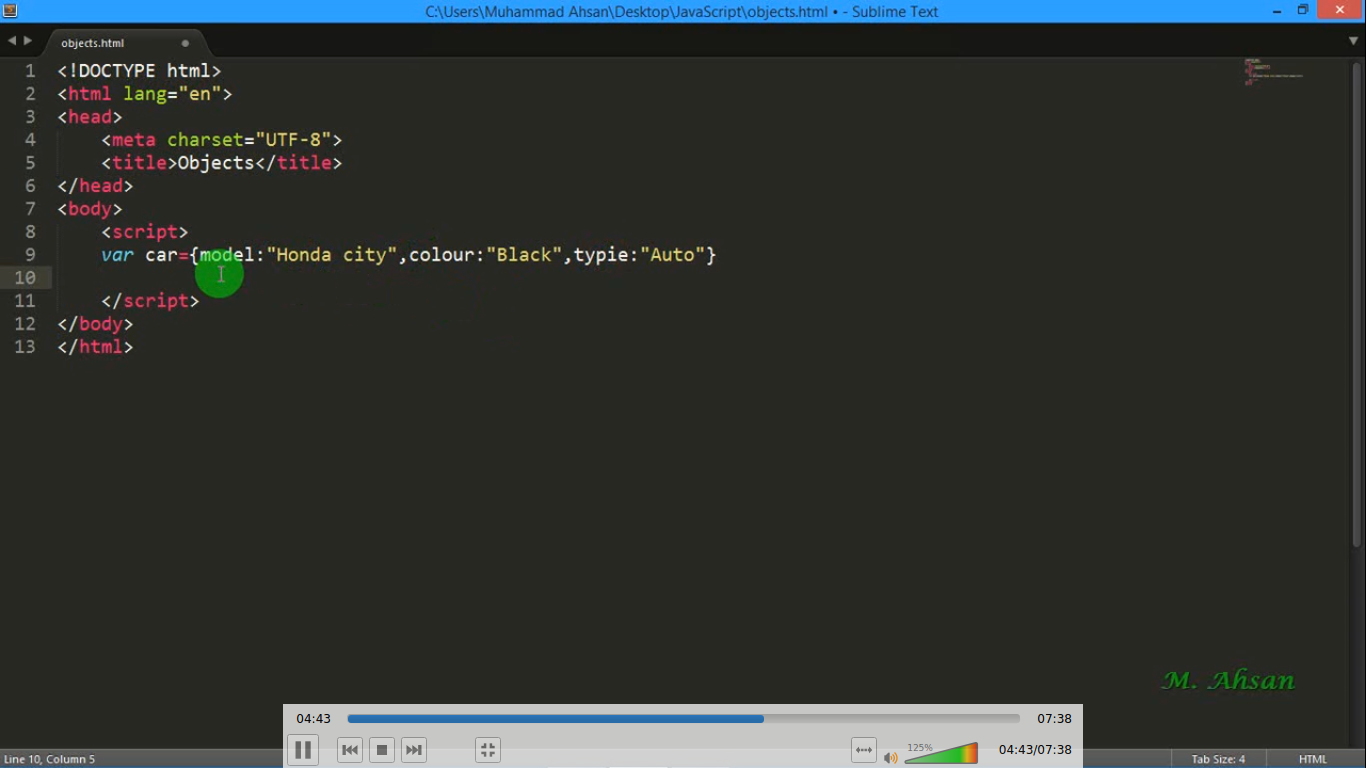 C:\Users\Muhammad Ahsan\Desktop\JavaScript\objects.html • - Sublime Text
objects.html
1 <!DOCTYPE html>
2 <html lang="en">
3 <head>
4 <meta charset="UTF-8">
5 <title>Objects</title>
6 </head>
7 <body>
8 <script>
9 var car={model:"Honda city",colour:"Black",typie:"Auto"}
10
11 </script>
12 </body>
13 </html>
M. Ahsan
04:43 07:38
125% 04:43/07:38
Line 10, Column 5 Tab Size: 4 HTML